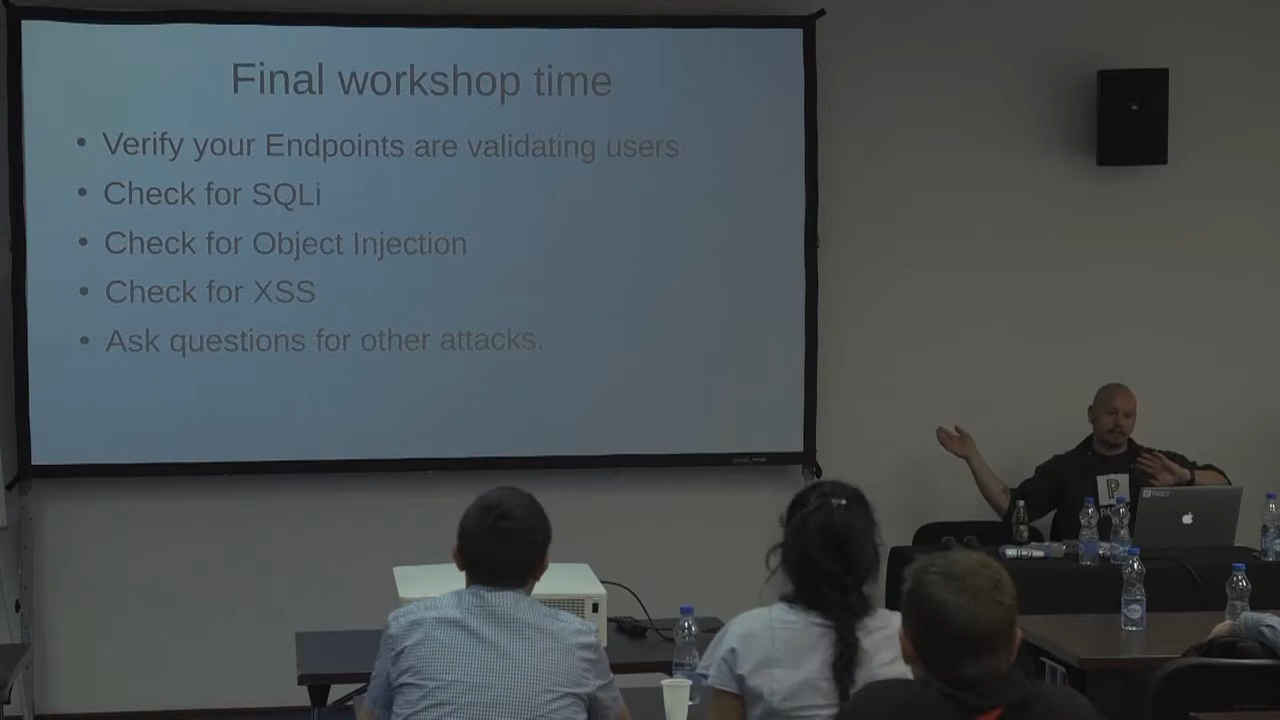 Final workshop time
• Verify your Endpoints are validating users
• Check for SQLi
• Check for Object Injection
• Check for XSS
• Ask questions for other attacks.
P